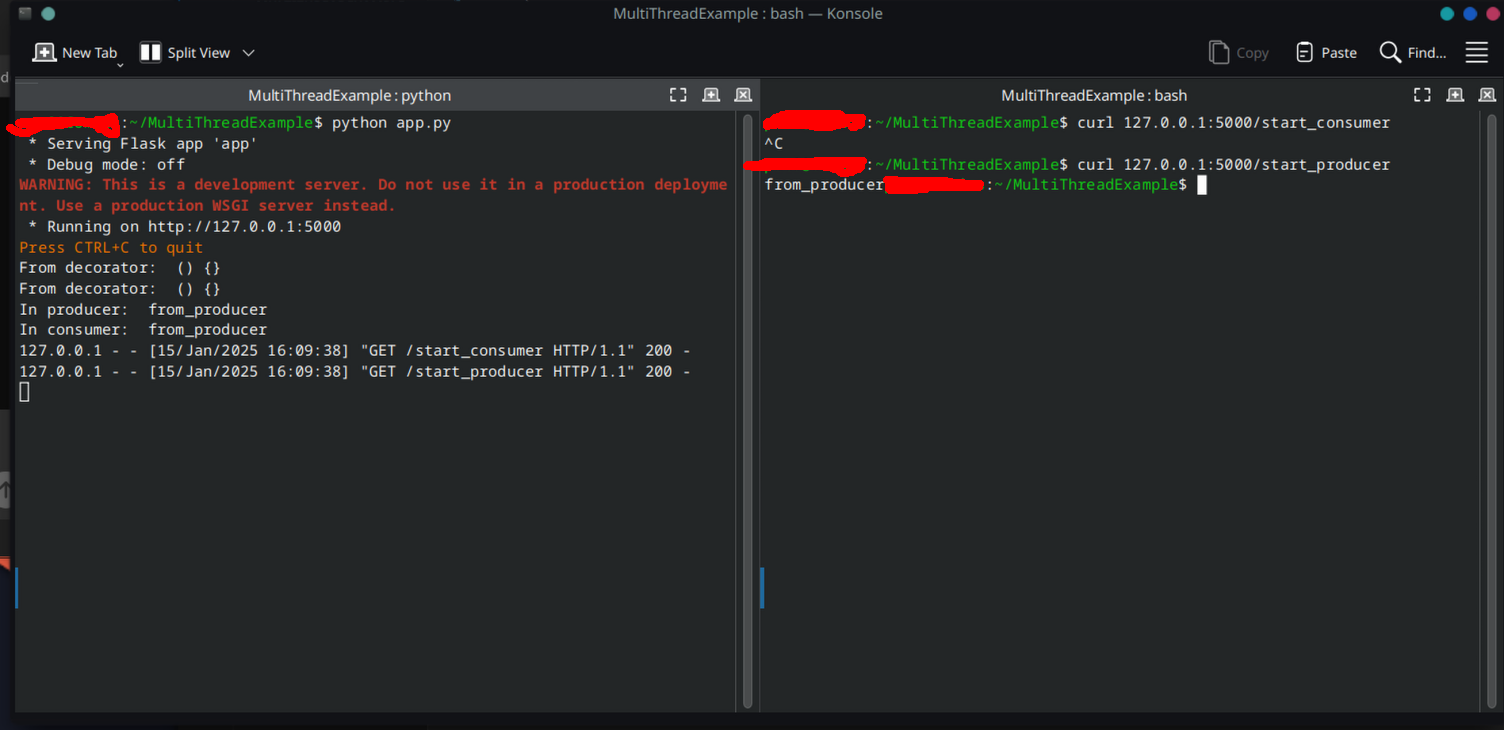 MultiThreadExample : bash — Konsole
New Tab Split View Copy Paste Find...
d
MultiThreadExample : python
:~/MultiThreadExample$ python app.py
* Serving Flask app 'app'
* Debug mode: off
WARNING: This is a development server. Do not use it in a production deployme
nt. Use a production WSGI server instead.
* Running on http://127.0.0.1:5000
Press CTRL+C to quit
From decorator:  () {}
From decorator:  () {}
In producer:  from_producer
In consumer:  from_producer
127.0.0.1 - - [15/Jan/2025 16:09:38] "GET /start_consumer HTTP/1.1" 200 -
127.0.0.1 - - [15/Jan/2025 16:09:38] "GET /start_producer HTTP/1.1" 200 -
MultiThreadExample : bash
:~/MultiThreadExample$ curl 127.0.0.1:5000/start_consumer
^C
:~/MultiThreadExample$ curl 127.0.0.1:5000/start_producer
from_producer :~/MultiThreadExample$